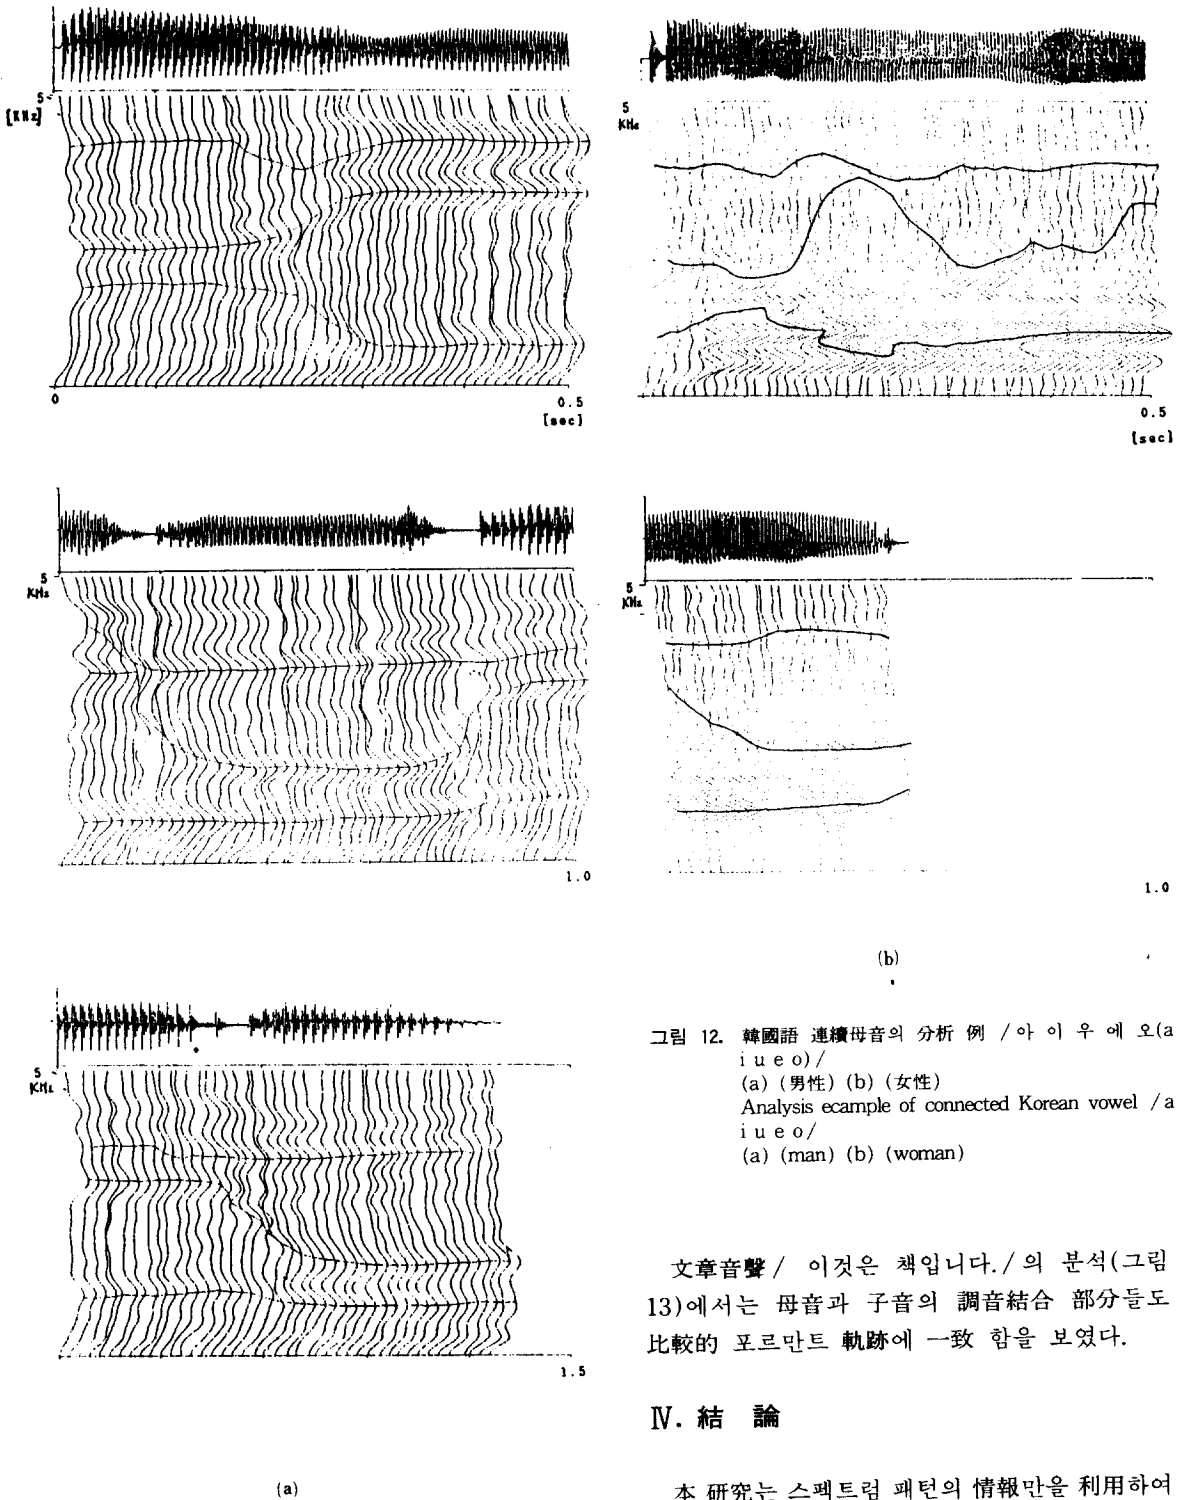 5
[KHz]
0
0.5
[sec]
5
KHz
1.0
5
KHz
1.5
(a)
5
KHz
0.5
[sec]
5
KHz
1.0
(b)
그림 12. 韓國語 連續母音의 分析 例 /아 이 우 에 오(a
i u e o)/
(a) (男性) (b) (女性)
Analysis ecample of connected Korean vowel /a
i u e o/
(a) (man) (b) (woman)
文章音聲/ 이것은 책입니다./의 분석(그림
13)에서는 母音과 子音의 調音結合 部分들도
比較的 포르만트 軌跡에 一致 함을 보였다.
Ⅳ. 結 論
本 研究는 스펙트럼 패턴의 情報만을 利用하여